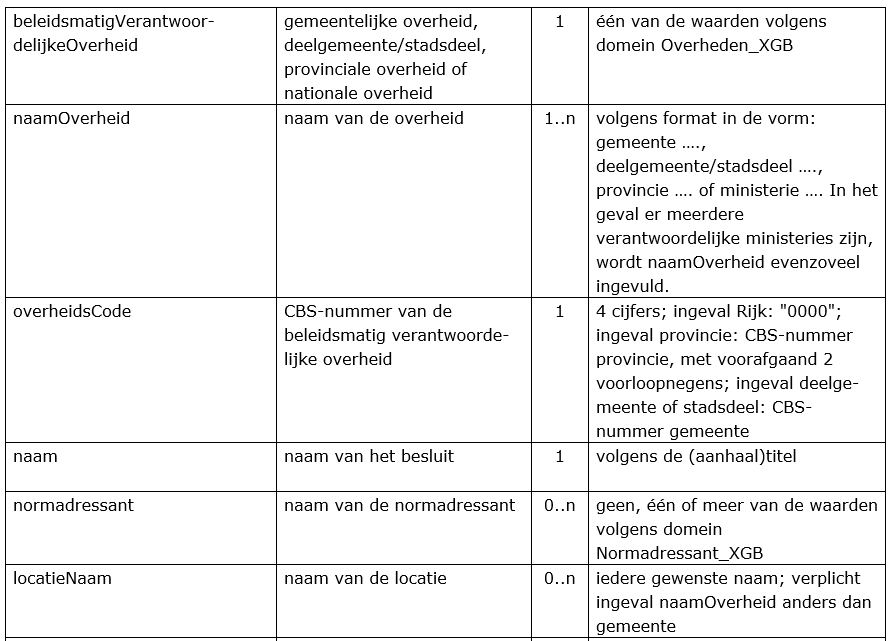 beleidsmatigVerantwoor-
delijkeOverheid
gemeentelijke overheid,
deelgemeente/stadsdeel,
provinciale overheid of
nationale overheid
1
één van de waarden volgens
domein Overheden_XGB
naamOverheid
naam van de overheid
1..n
volgens format in de vorm:
gemeente ....,
deelgemeente/stadsdeel ....,
provincie .... of ministerie .... In het
geval er meerdere
verantwoordelijke ministeries zijn,
wordt naamOverheid evenzoveel
ingevuld.
overheidsCode
CBS-nummer van de
beleidsmatig verantwoorde-
lijke overheid
1
4 cijfers; ingeval Rijk: "0000";
ingeval provincie: CBS-nummer
provincie, met voorafgaand 2
voorloopnegens; ingeval deelge-
meente of stadsdeel: CBS-
nummer gemeente
naam
naam van het besluit
1
volgens de (aanhaal)titel
normadressant
naam van de normadressant
0..n
geen, één of meer van de waarden
volgens domein
Normadressant_XGB
locatieNaam
naam van de locatie
0..n
iedere gewenste naam; verplicht
ingeval naamOverheid anders dan
gemeente